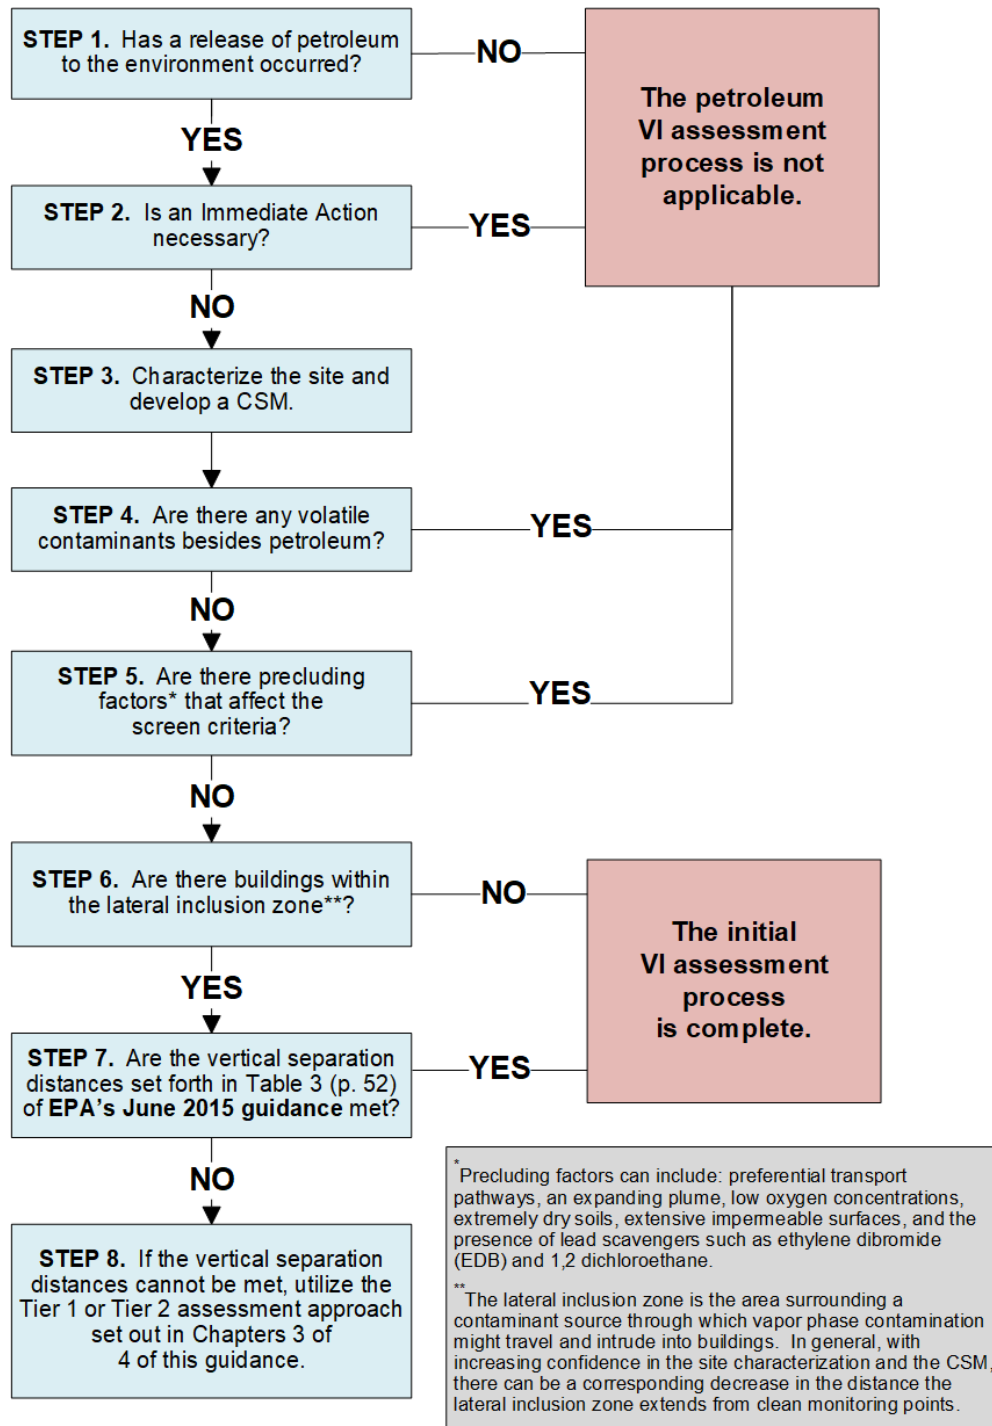 STEP 1.  Has a release of petroleum
to the environment occurred?
NO
The petroleum
VI assessment
process is not
applicable.
YES
STEP 2.  Is an Immediate Action
necessary?
YES
NO
STEP 3.  Characterize the site and
develop a CSM.
STEP 4.  Are there any volatile
contaminants besides petroleum?
YES
NO
STEP 5.  Are there precluding
factors* that affect the
screen criteria?
YES
NO
STEP 6.  Are there buildings within
the lateral inclusion zone**?
NO
The initial
VI assessment
process
is complete.
YES
STEP 7.  Are the vertical separation
distances set forth in Table 3 (p. 52)
of EPA's June 2015 guidance met?
YES
NO
STEP 8.  If the vertical separation
distances cannot be met, utilize the
Tier 1 or Tier 2 assessment approach
set out in Chapters 3 of
4 of this guidance.
*Precluding factors can include: preferential transport
pathways, an expanding plume, low oxygen concentrations,
extremely dry soils, extensive impermeable surfaces, and the
presence of lead scavengers such as ethylene dibromide
(EDB) and 1,2 dichloroethane.
**The lateral inclusion zone is the area surrounding a
contaminant source through which vapor phase contamination
might travel and intrude into buildings.  In general, with
increasing confidence in the site characterization and the CSM,
there can be a corresponding decrease in the distance the
lateral inclusion zone extends from clean monitoring points.